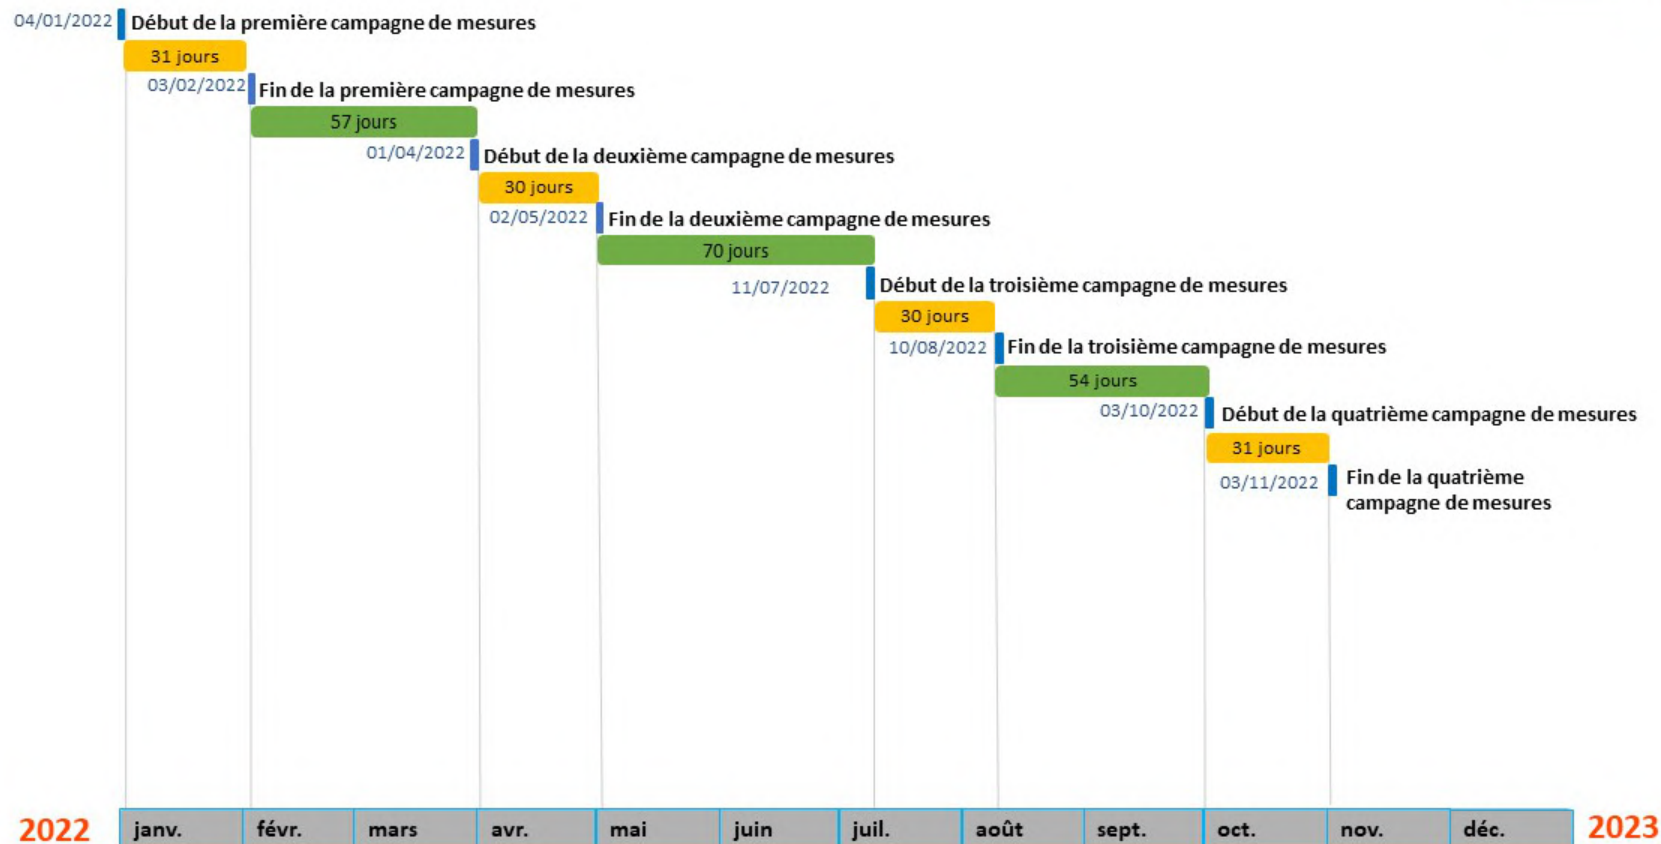 04/01/2022 Début de la première campagne de mesures
31 jours
03/02/2022 Fin de la première campagne de mesures
57 jours
01/04/2022 Début de la deuxième campagne de mesures
30 jours
02/05/2022 Fin de la deuxième campagne de mesures
70 jours
11/07/2022 Début de la troisième campagne de mesures
30 jours
10/08/2022 Fin de la troisième campagne de mesures
54 jours
03/10/2022 Début de la quatrième campagne de mesures
31 jours
03/11/2022 Fin de la quatrième
campagne de mesures
2022 janv. févr. mars avr. mai juin juil. août sept. oct. nov. déc. 2023